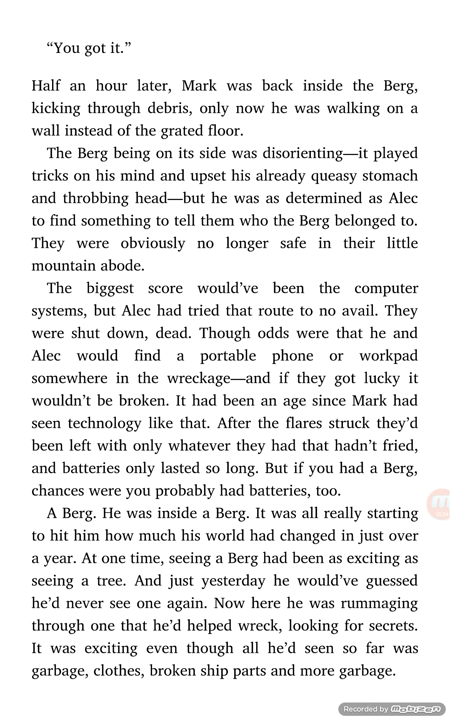 “You got it.”
Half an hour later, Mark was back inside the Berg,
kicking through debris, only now he was walking on a
wall instead of the grated floor.
The Berg being on its side was disorienting—it played
tricks on his mind and upset his already queasy stomach
and throbbing head—but he was as determined as Alec
to find something to tell them who the Berg belonged to.
They were obviously no longer safe in their little
mountain abode.
The biggest score would’ve been the computer
systems, but Alec had tried that route to no avail. They
were shut down, dead. Though odds were that he and
Alec would find a portable phone or workpad
somewhere in the wreckage—and if they got lucky it
wouldn’t be broken. It had been an age since Mark had
seen technology like that. After the flares struck they’d
been left with only whatever they had that hadn’t fried,
and batteries only lasted so long. But if you had a Berg,
chances were you probably had batteries, too.
A Berg. He was inside a Berg. It was all really starting
to hit him how much his world had changed in just over
a year. At one time, seeing a Berg had been as exciting as
seeing a tree. And just yesterday he would’ve guessed
he’d never see one again. Now here he was rummaging
through one that he’d helped wreck, looking for secrets.
It was exciting even though all he’d seen so far was
garbage, clothes, broken ship parts and more garbage.
Recorded by mobizen